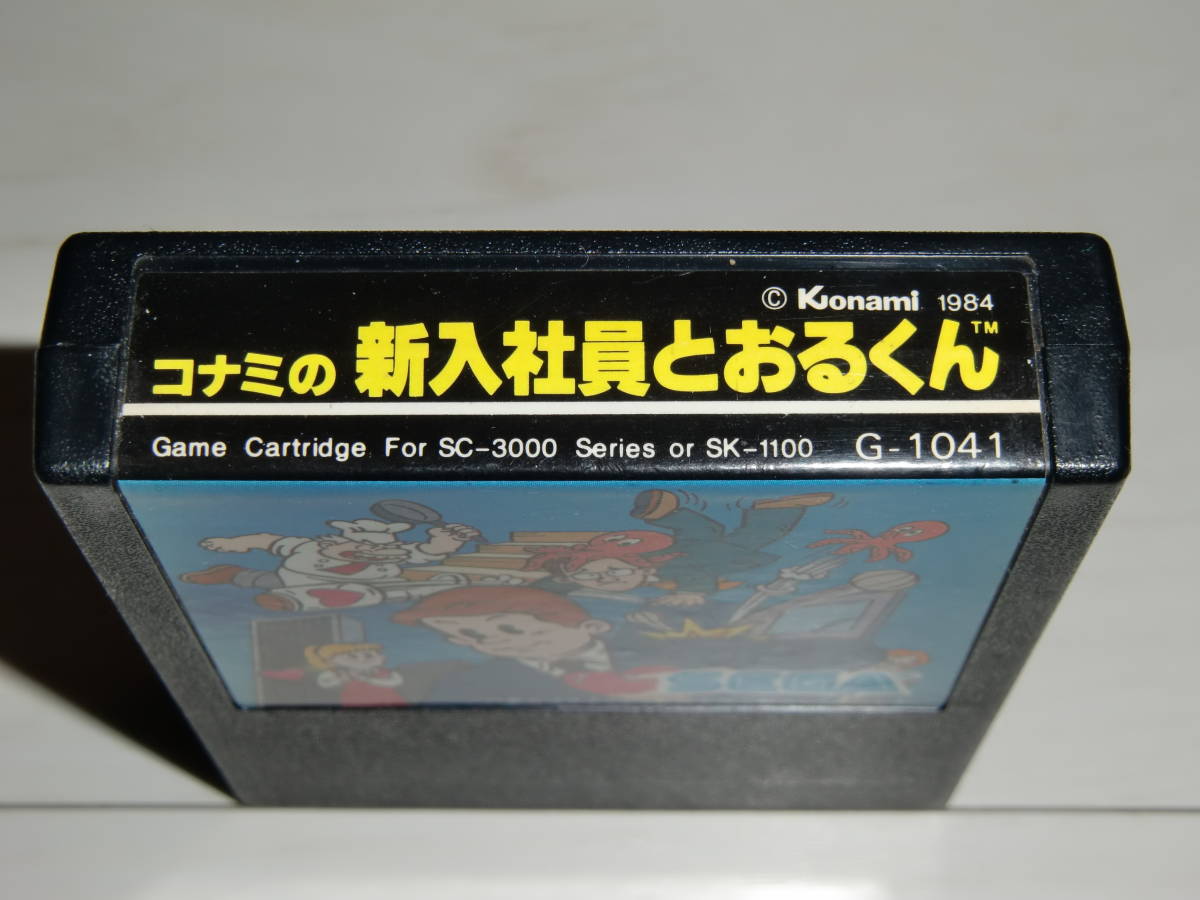 © Konami 1984
コナミの 新入社員とおるくん™
Game Cartridge For SC-3000 Series or SK-1100 G-1041
SEGA